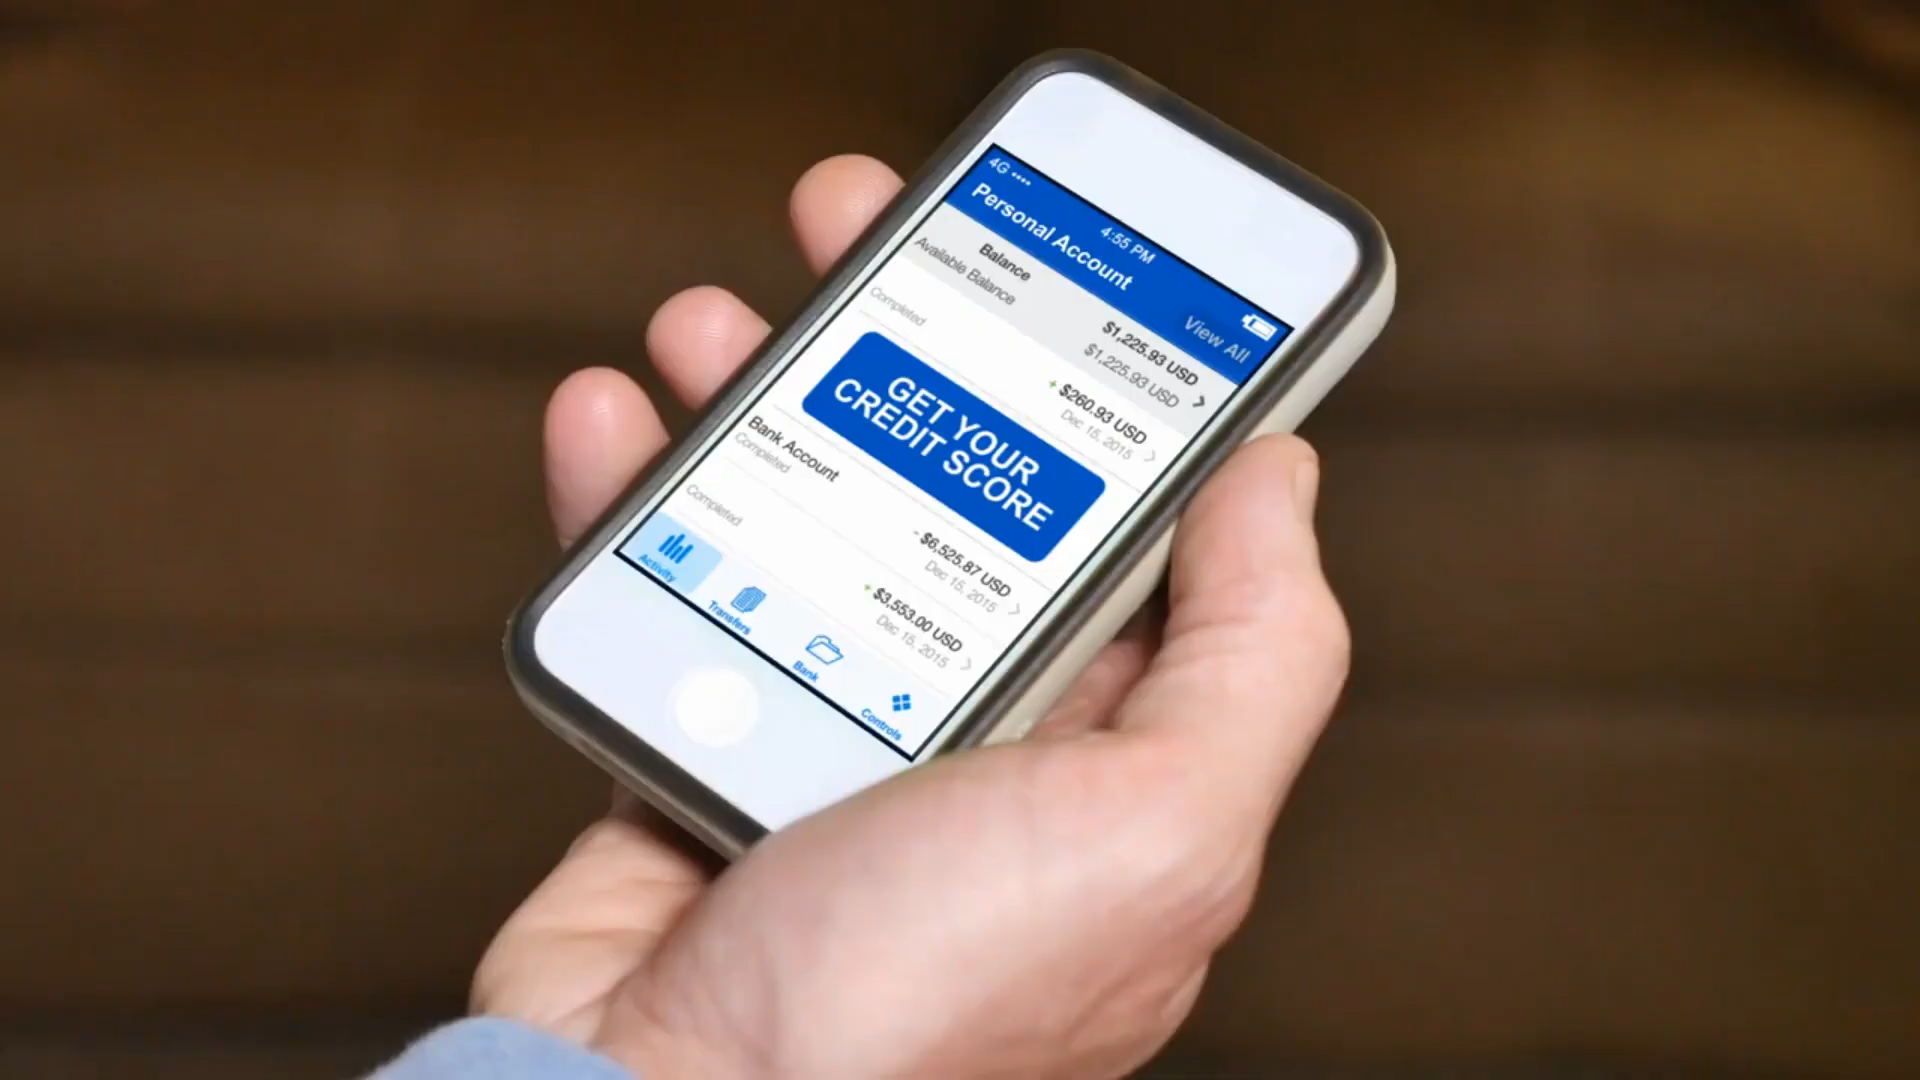 4G
4:55 PM
Personal Account
View All
Balance
$1,225.93 USD
Available Balance
$1,225.93 USD
+ $260.93 USD
Completed
Dec 15, 2015
GET YOUR
CREDIT SCORE
Bank Account
- $6,525.87 USD
Completed
Dec 15, 2015
+ $3,553.00 USD
Completed
Dec 15, 2015
Activity
Transfers
Bank
Controls